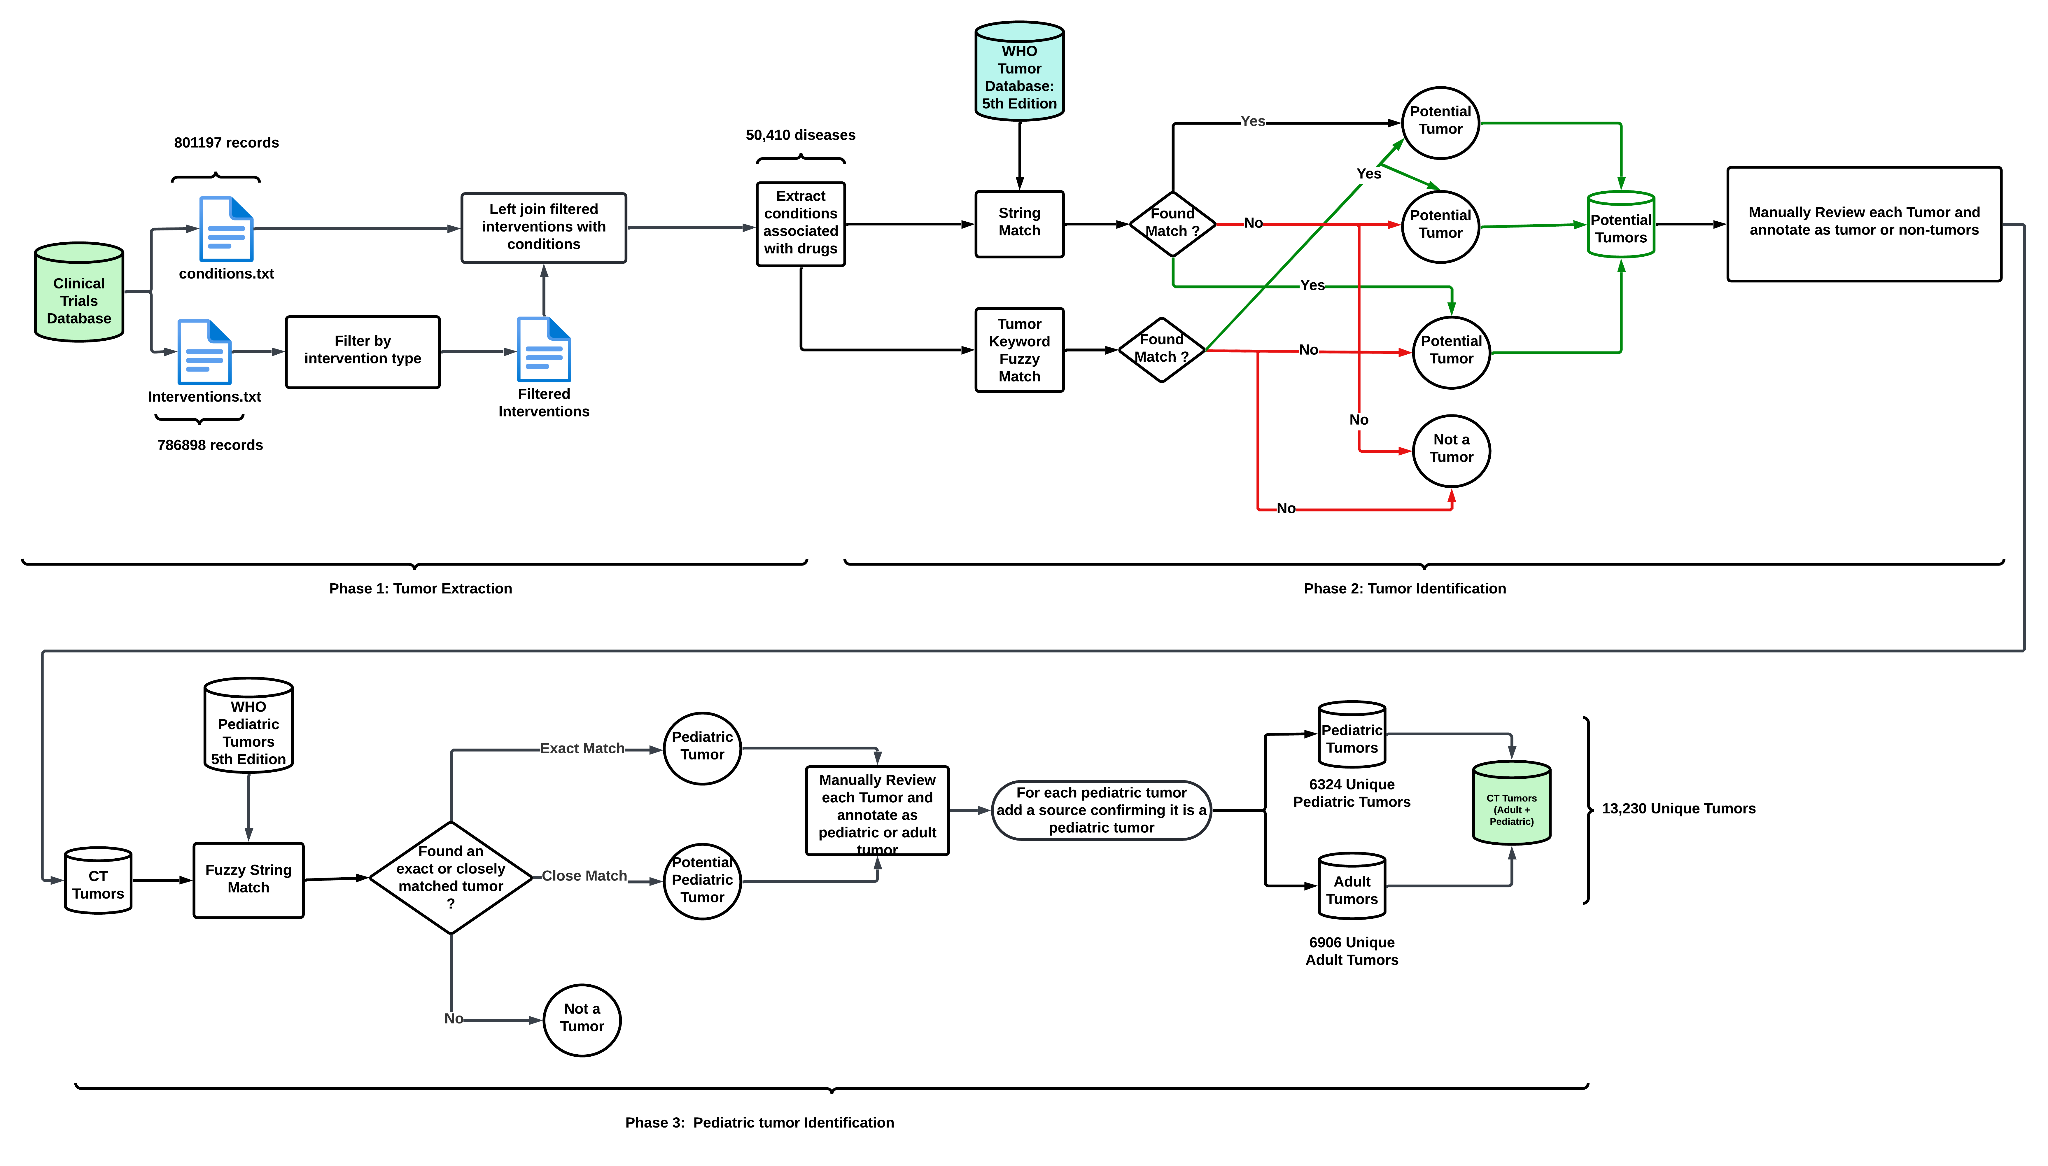 WHO
Tumor
Database:
5th Edition
801197 records
50,410 diseases
conditions.txt
Clinical
Trials
Database
Interventions.txt
786898 records
Filter by
intervention type
Left join filtered
interventions with
conditions
Filtered
Interventions
Extract
conditions
associated
with drugs
String
Match
Tumor
Keyword
Fuzzy
Match
Found
Match ?
Found
Match ?
Yes
Yes
No
Yes
No
No
No
Potential
Tumor
Potential
Tumor
Potential
Tumor
Not a
Tumor
Potential
Tumors
Manually Review each Tumor and
annotate as tumor or non-tumors
Phase 1: Tumor Extraction
Phase 2: Tumor Identification
WHO
Pediatric
Tumors
5th Edition
CT
Tumors
Fuzzy String
Match
Found an
exact or closely
matched tumor
?
Exact Match
Close Match
No
Pediatric
Tumor
Potential
Pediatric
Tumor
Not a
Tumor
Manually Review
each Tumor and
annotate as
pediatric or adult
tumor
For each pediatric tumor
add a source confirming it is a
pediatric tumor
Pediatric
Tumors
6324 Unique
Pediatric Tumors
Adult
Tumors
6906 Unique
Adult Tumors
CT Tumors
(Adult +
Pediatric)
13,230 Unique Tumors
Phase 3:  Pediatric tumor Identification